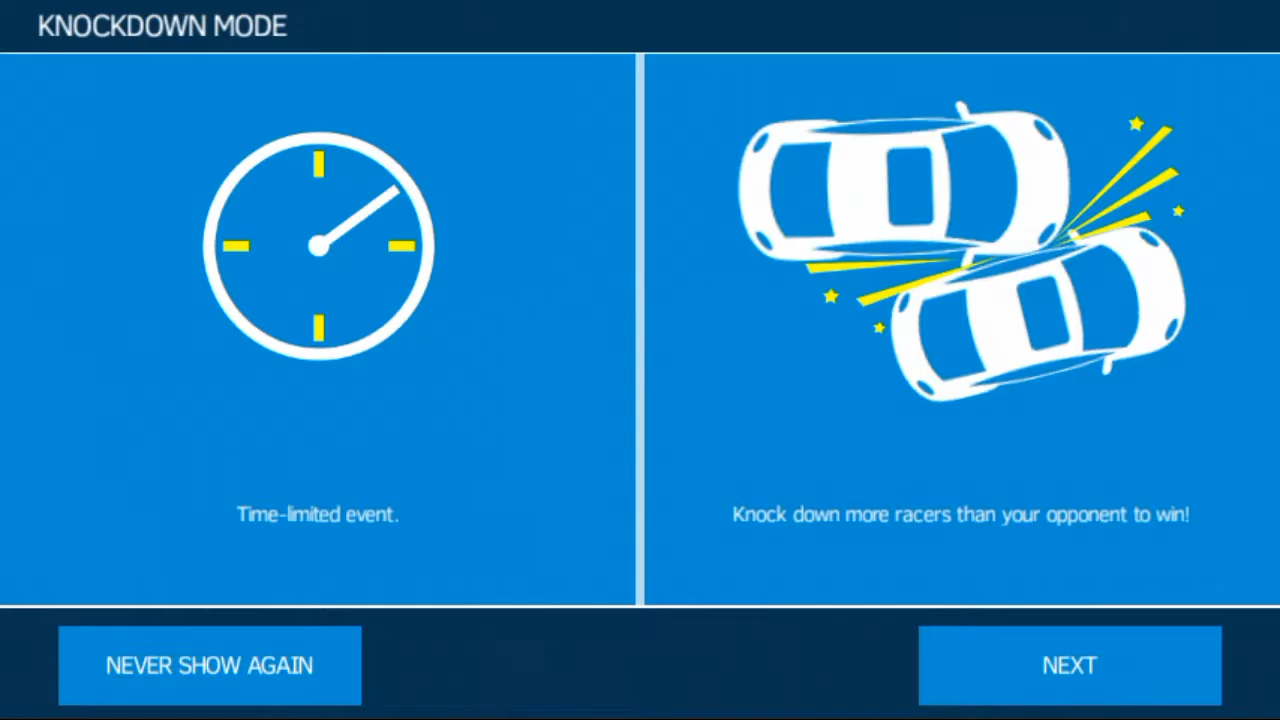 KNOCKDOWN MODE
Time-limited event.
Knock down more racers than your opponent to win!
NEVER SHOW AGAIN
NEXT